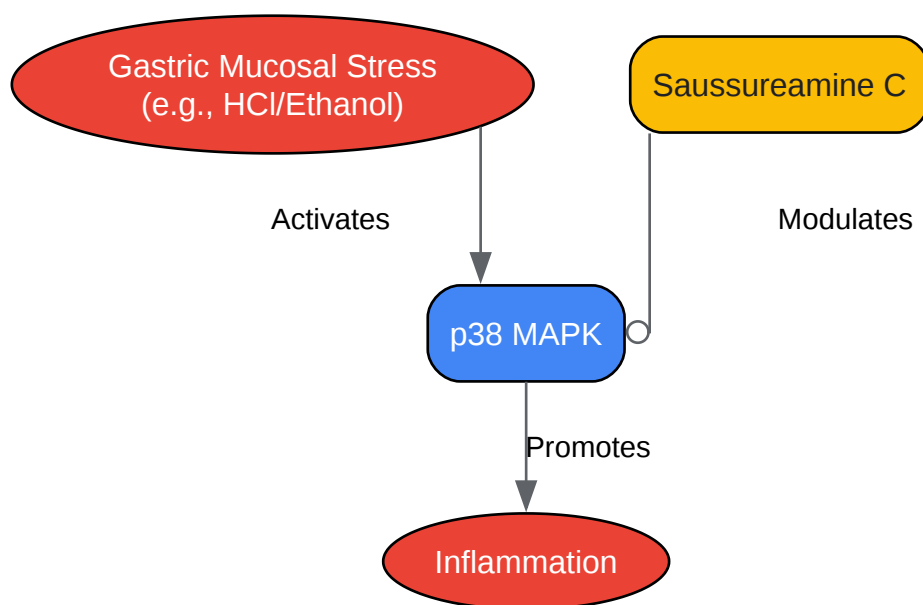 Gastric Mucosal Stress
(e.g., HCl/Ethanol)
Saussureamine C
Activates
Modulates
p38 MAPK
Promotes
Inflammation